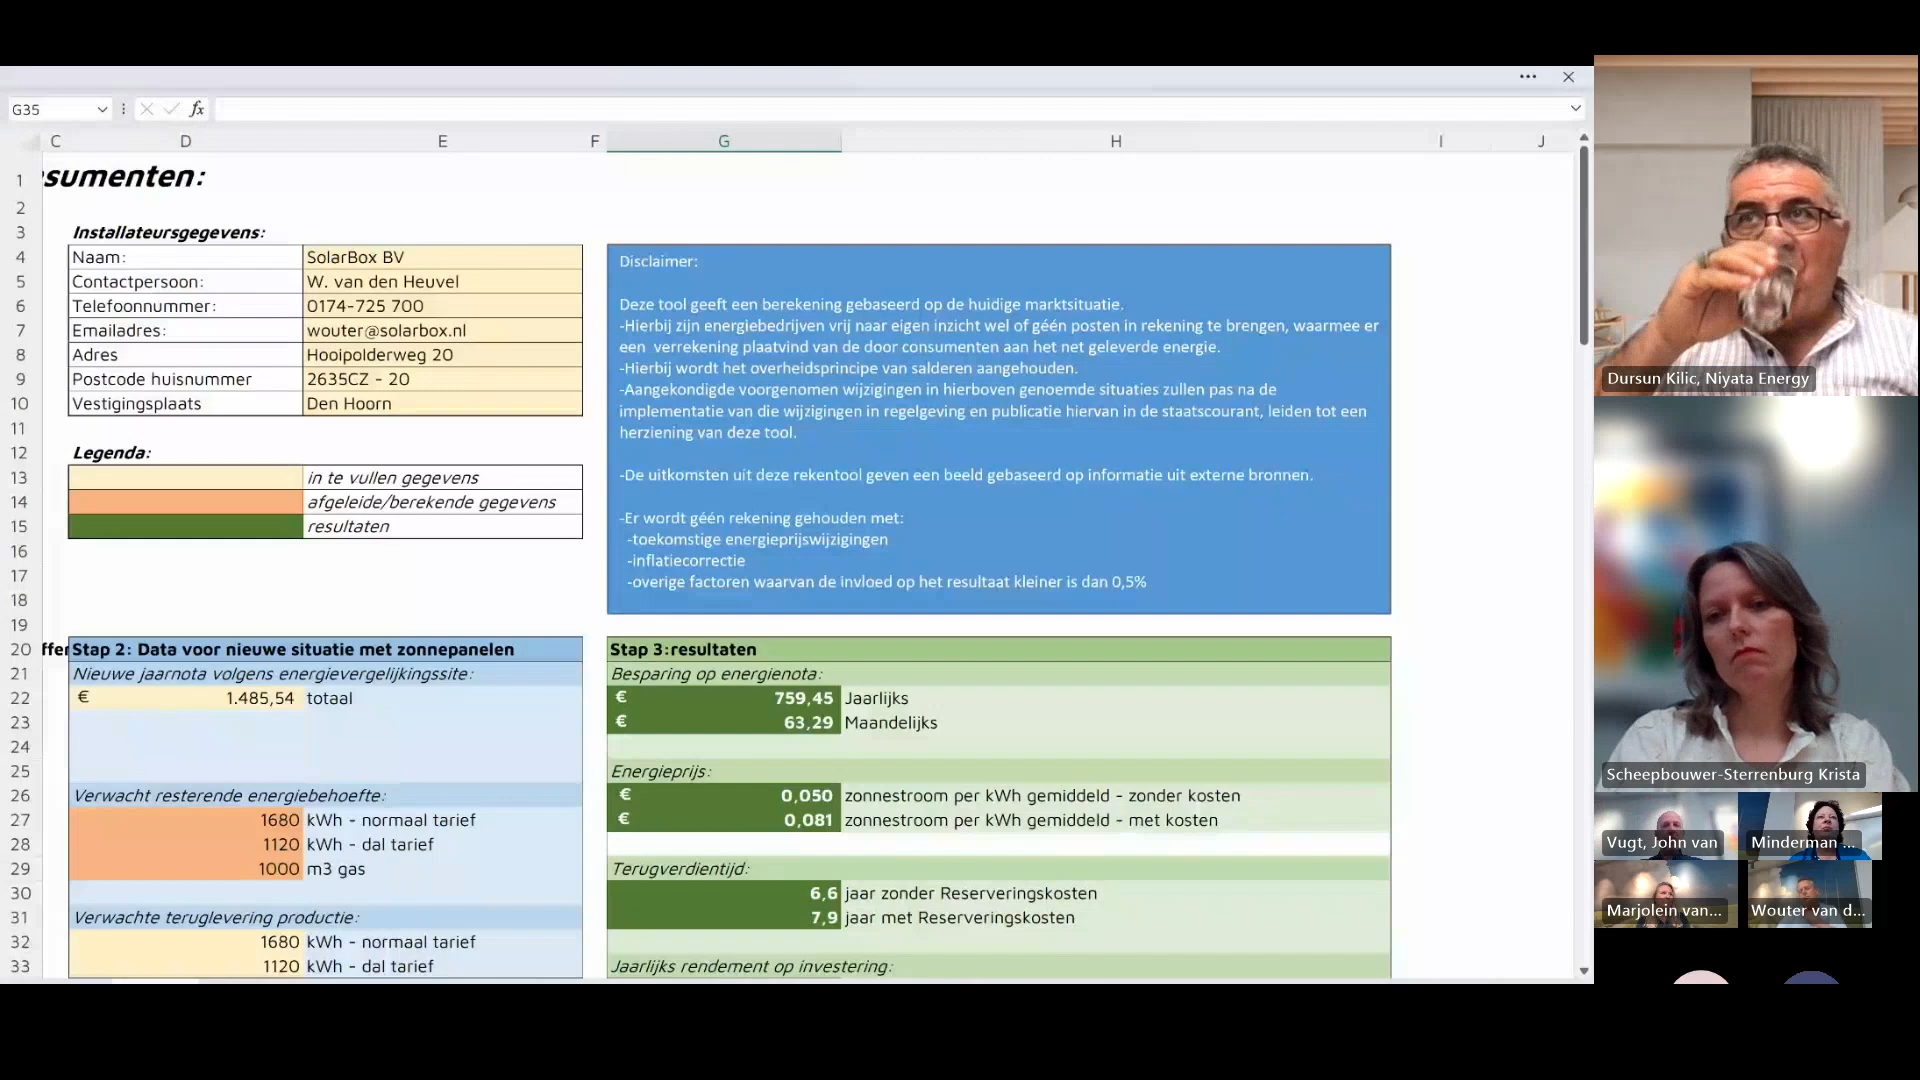 G35
fx
C D E F G H I J
1 sumenten:
2
3 Installateursgegevens:
4 Naam: SolarBox BV
5 Contactpersoon: W. van den Heuvel
6 Telefoonnummer: 0174-725 700
7 Emailadres: wouter@solarbox.nl
8 Adres Hooipolderweg 20
9 Postcode huisnummer 2635CZ - 20
10 Vestigingsplaats Den Hoorn
11
12 Legenda:
13 in te vullen gegevens
14 afgeleide/berekende gegevens
15 resultaten
16
17
18
19
Disclaimer:
Deze tool geeft een berekening gebaseerd op de huidige marktsituatie.
-Hierbij zijn energiebedrijven vrij naar eigen inzicht wel of géén posten in rekening te brengen, waarmee er
een verrekening plaatvind van de door consumenten aan het net geleverde energie.
-Hierbij wordt het overheidsprincipe van salderen aangehouden.
-Aangekondigde voorgenomen wijzigingen in hierboven genoemde situaties zullen pas na de
implementatie van die wijzigingen in regelgeving en publicatie hiervan in de staatscourant, leiden tot een
herziening van deze tool.
-De uitkomsten uit deze rekentool geven een beeld gebaseerd op informatie uit externe bronnen.
-Er wordt géén rekening gehouden met:
-toekomstige energieprijswijzigingen
-inflatiecorrectie
-overige factoren waarvan de invloed op het resultaat kleiner is dan 0,5%
20 ffer Stap 2: Data voor nieuwe situatie met zonnepanelen Stap 3:resultaten
21 Nieuwe jaarnota volgens energievergelijkingssite: Besparing op energienota:
22 € 1.485,54 totaal € 759,45 Jaarlijks
23 € 63,29 Maandelijks
24
25 Energieprijs:
26 Verwacht resterende energiebehoefte: € 0,050 zonnestroom per kWh gemiddeld - zonder kosten
27 1680 kWh - normaal tarief € 0,081 zonnestroom per kWh gemiddeld - met kosten
28 1120 kWh - dal tarief
29 1000 m3 gas Terugverdientijd:
30 6,6 jaar zonder Reserveringskosten
31 Verwachte teruglevering productie: 7,9 jaar met Reserveringskosten
32 1680 kWh - normaal tarief
33 1120 kWh - dal tarief Jaarlijks rendement op investering:
Dursun Kilic, Niyata Energy
Scheepbouwer-Sterrenburg Krista
Vugt, John van
Minderman ...
Marjolein van...
Wouter van d...